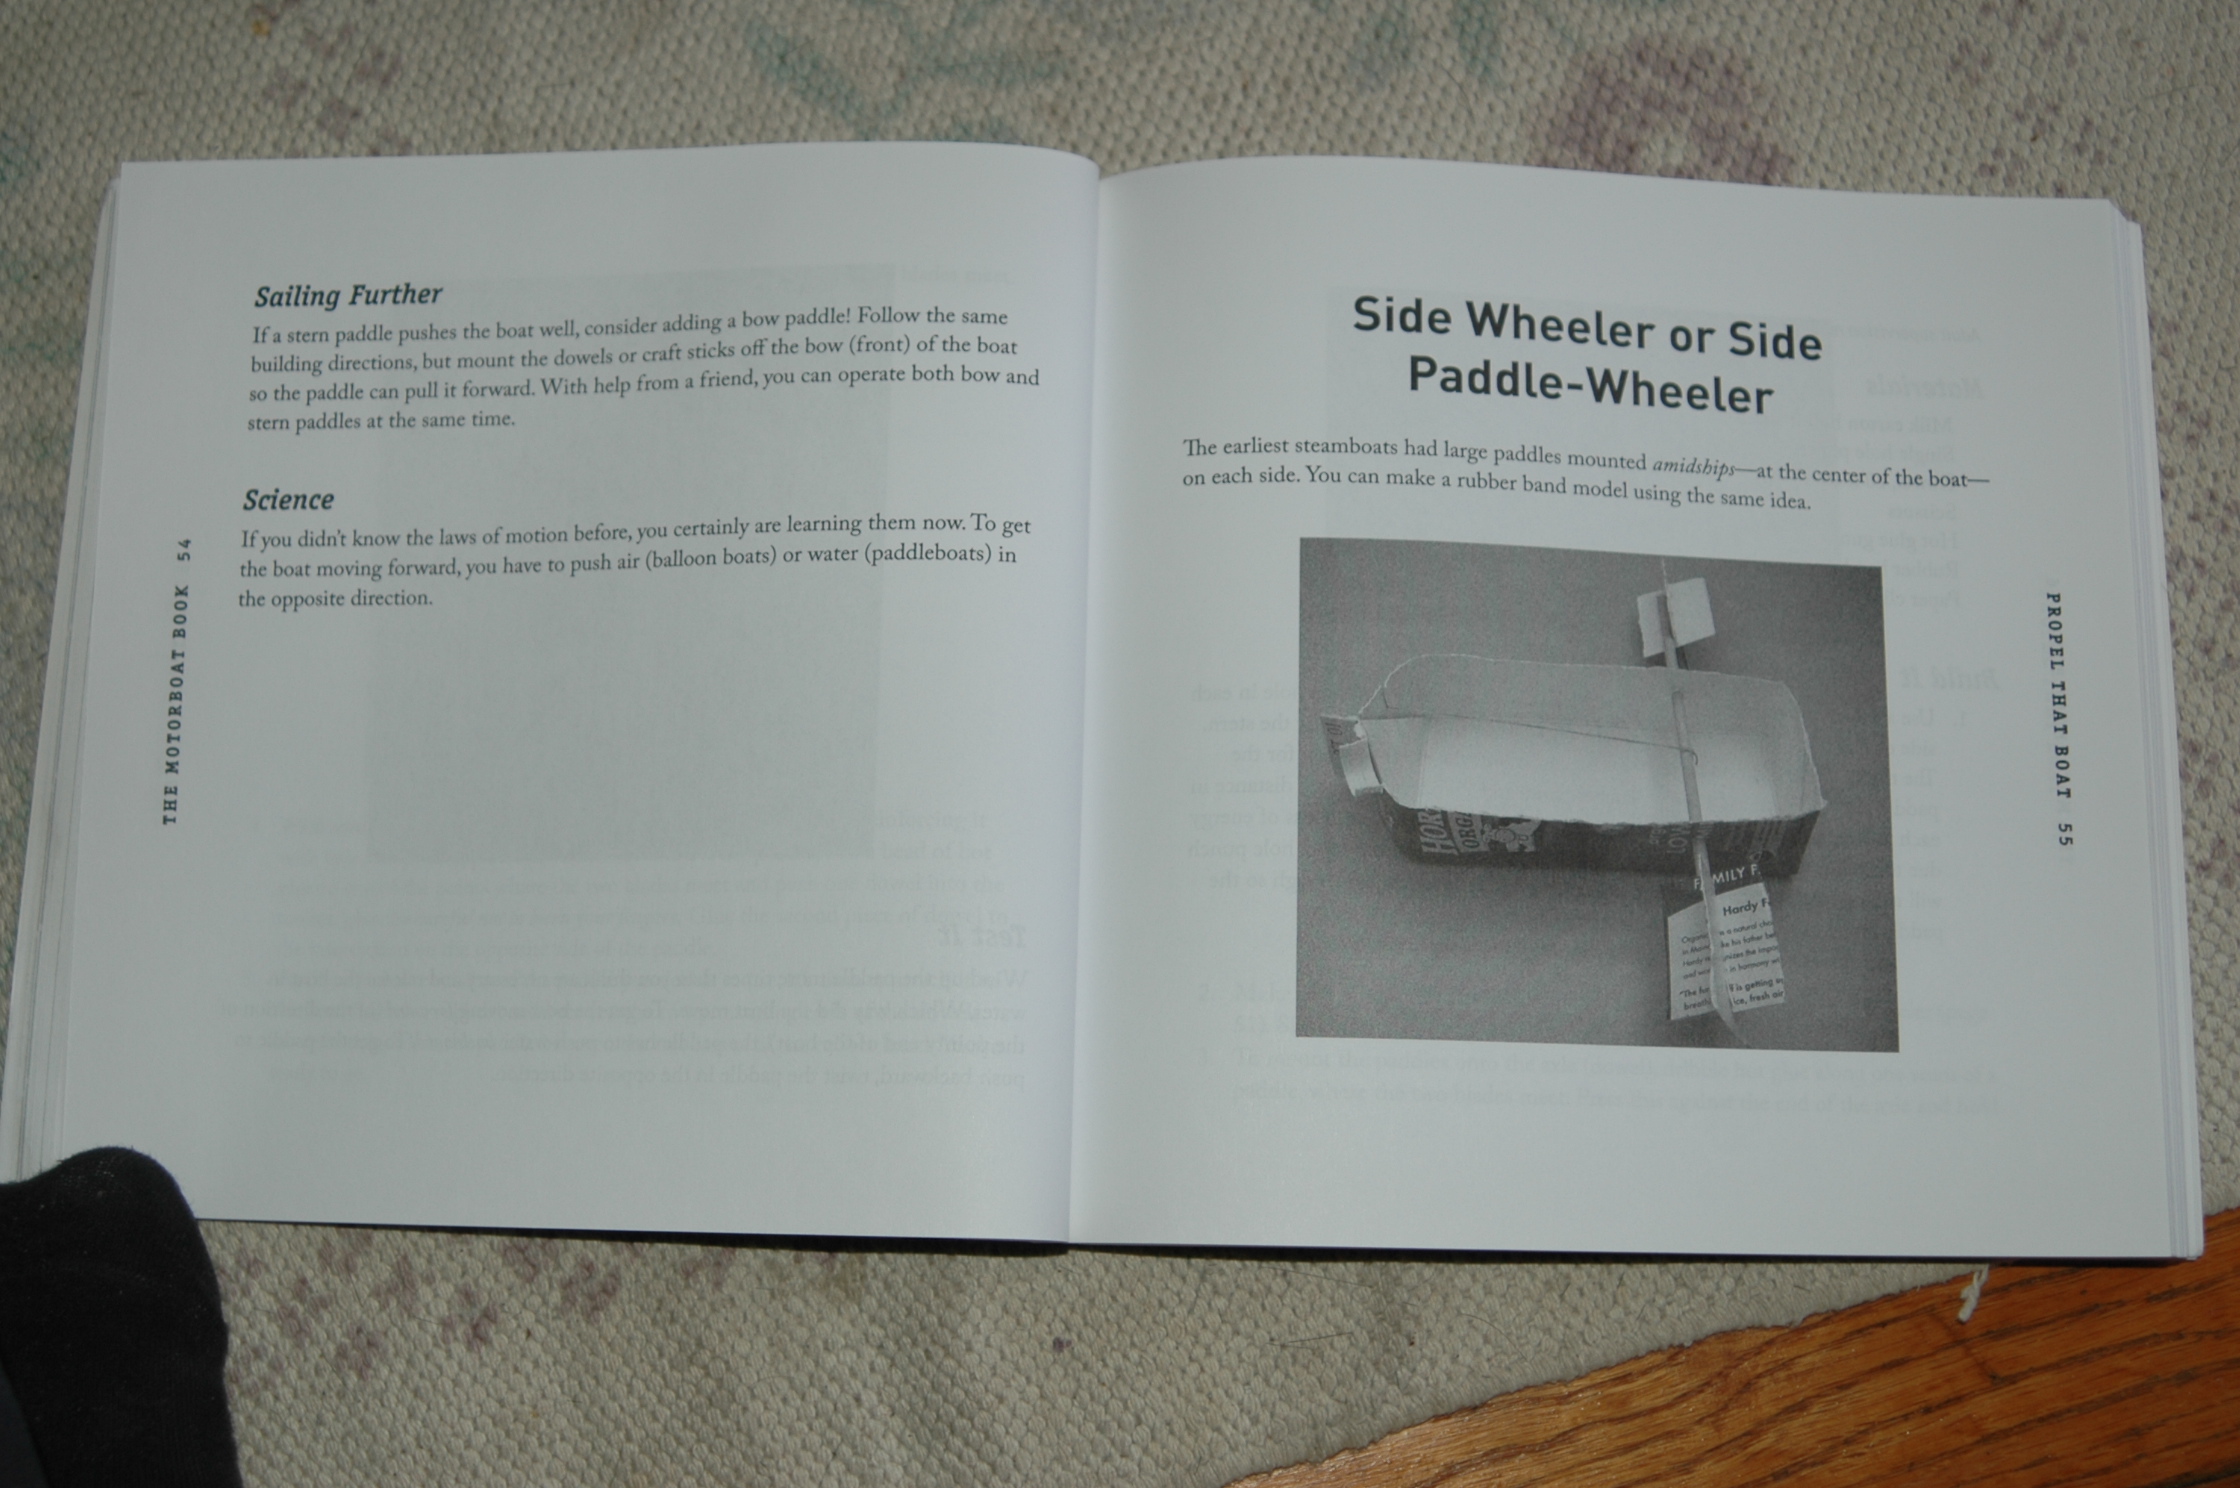 Sailing Further
If a stern paddle pushes the boat well, consider adding a bow paddle! Follow the same
building directions, but mount the dowels or craft sticks off the bow (front) of the boat
so the paddle can pull it forward. With help from a friend, you can operate both bow and
stern paddles at the same time.
Science
If you didn't know the laws of motion before, you certainly are learning them now. To get
the boat moving forward, you have to push air (balloon boats) or water (paddleboats) in
the opposite direction.
THE MOTORBOAT BOOK 54
Side Wheeler or Side
Paddle-Wheeler
The earliest steamboats had large paddles mounted amidships—at the center of the boat—
on each side. You can make a rubber band model using the same idea.
Hardy F
PROPEL THAT BOAT 55